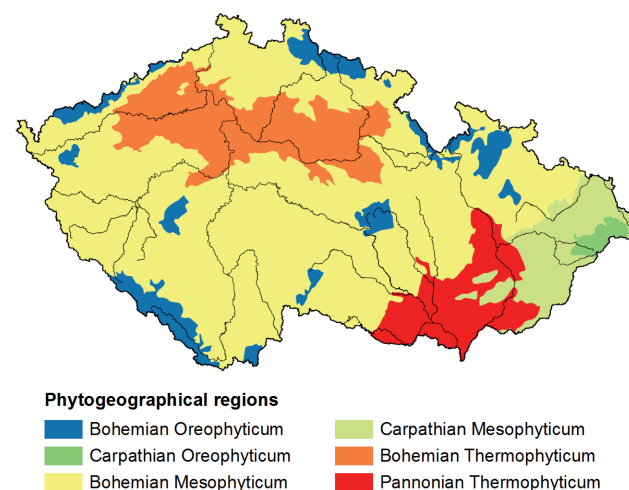 Phytogeographical regions
Bohemian Oreophyticum
Carpathian Oreophyticum
Bohemian Mesophyticum
Carpathian Mesophyticum
Bohemian Thermophyticum
Pannonian Thermophyticum